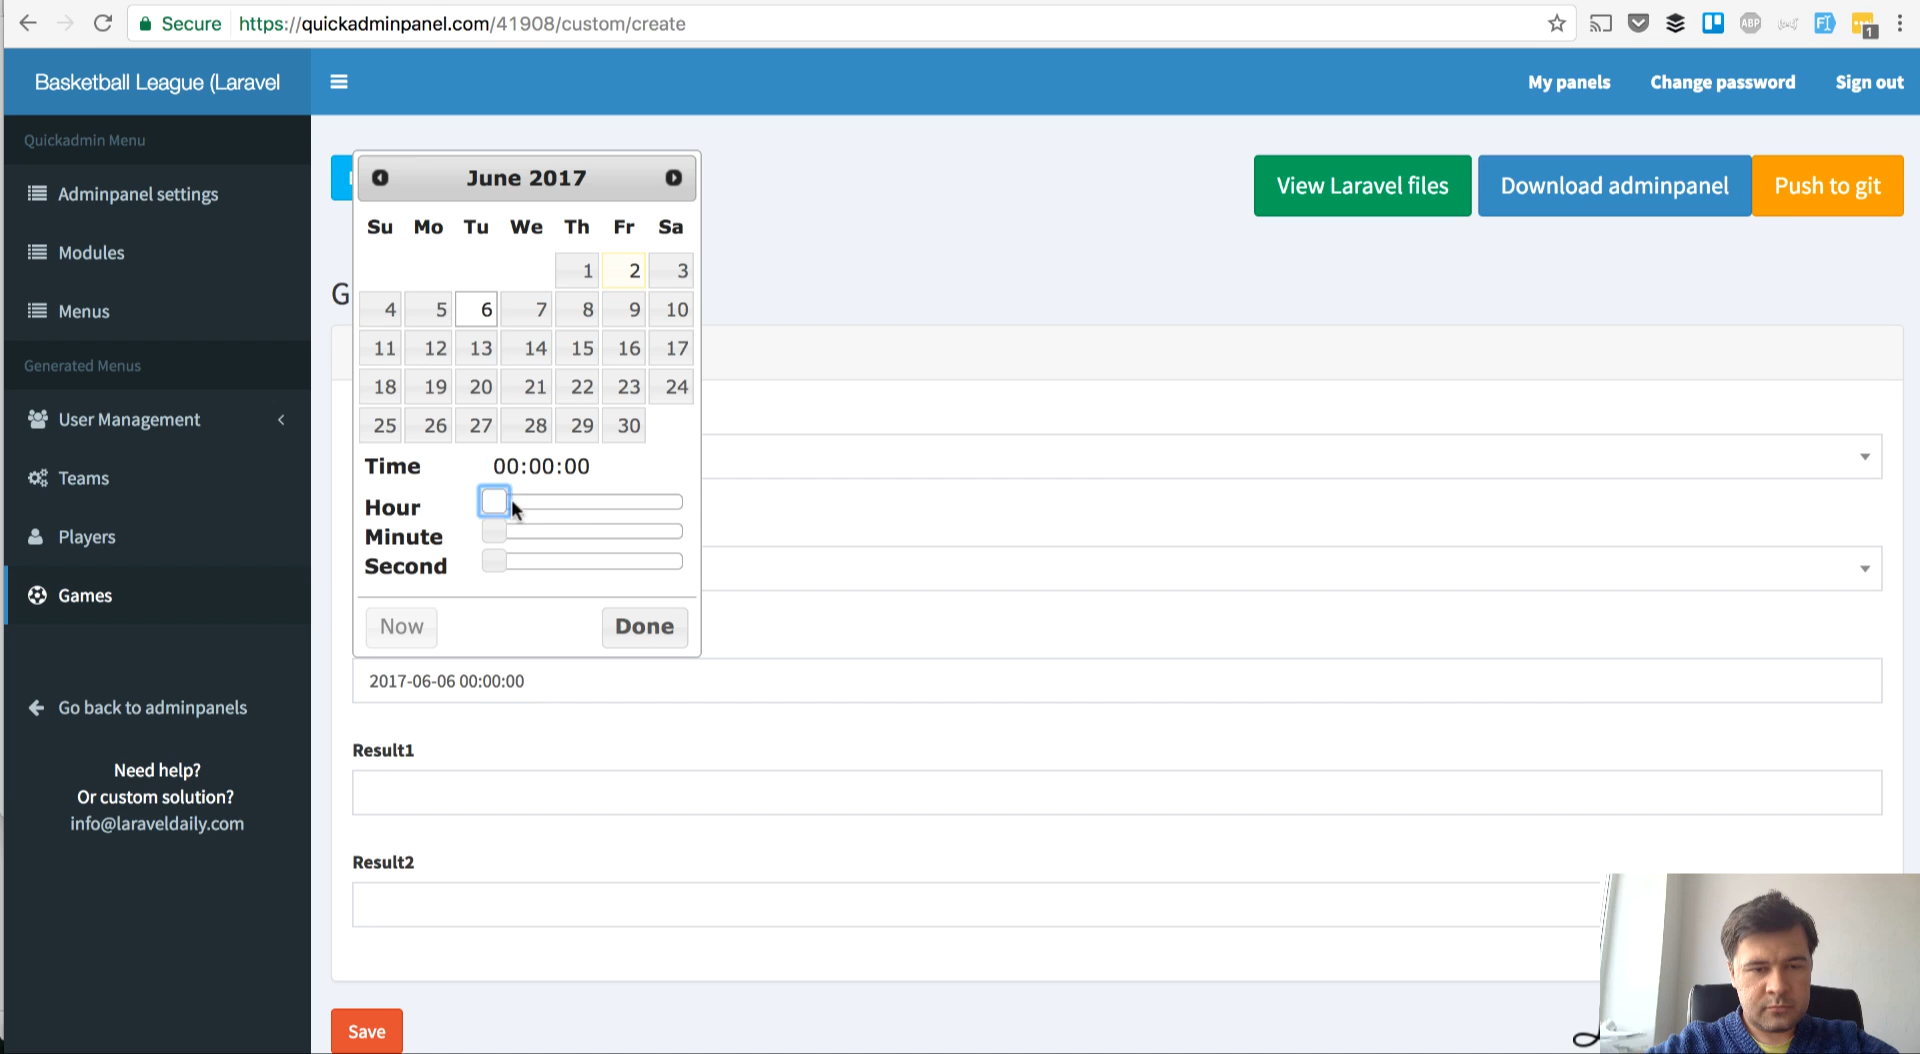 Secure https://quickadminpanel.com/41908/custom/create
ABP
1
Basketball League (Laravel
My panels
Change password
Sign out
Quickadmin Menu
Adminpanel settings
Modules
Menus
Generated Menus
User Management
Teams
Players
Games
Go back to adminpanels
Need help?
Or custom solution?
info@laraveldaily.com
View Laravel files
Download adminpanel
Push to git
G
June 2017
Su Mo Tu We Th Fr Sa
1 2 3
4 5 6 7 8 9 10
11 12 13 14 15 16 17
18 19 20 21 22 23 24
25 26 27 28 29 30
Time 00:00:00
Hour
Minute
Second
Now
Done
2017-06-06 00:00:00
Result1
Result2
Save